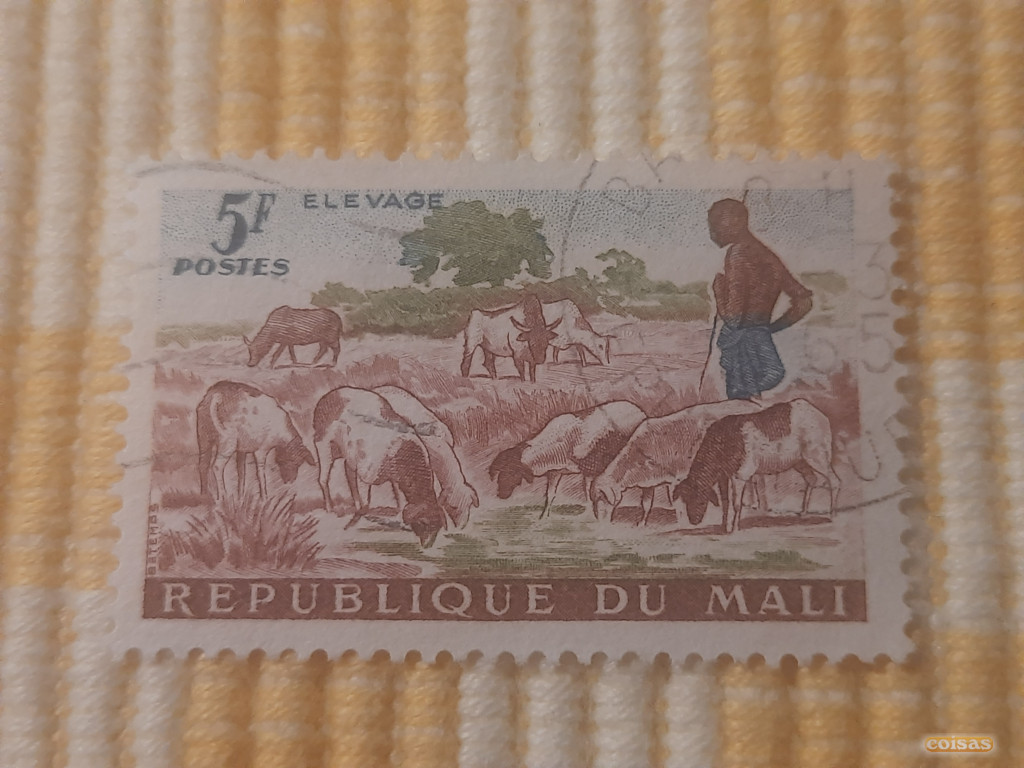 5F ELEVAGE
POSTES
REPUBLIQUE DU MALI
coisas